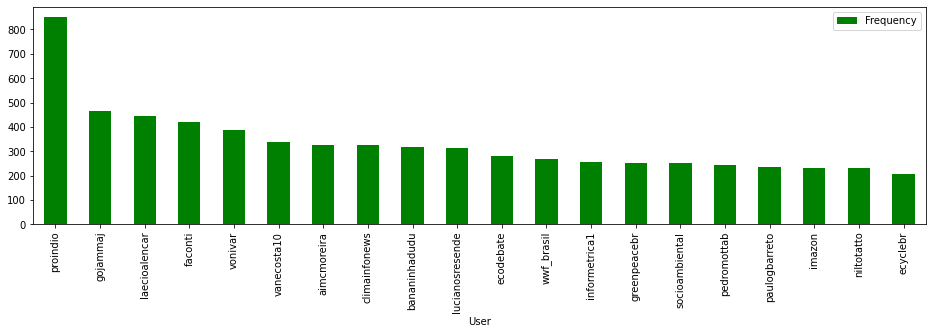 Frequency
800
700
600
500
400
300
200
100
0
proindio
gojammaj
laecioalencar
faconti
vonivar
vanecosta10
aimcmoreira
climainfonews
bananinhadudu
lucianosresende
ecodebate
wwf_brasil
informetrica1
greenpeacebr
socioambiental
pedromottab
paulogbarreto
imazon
niltotatto
ecyclebr
User